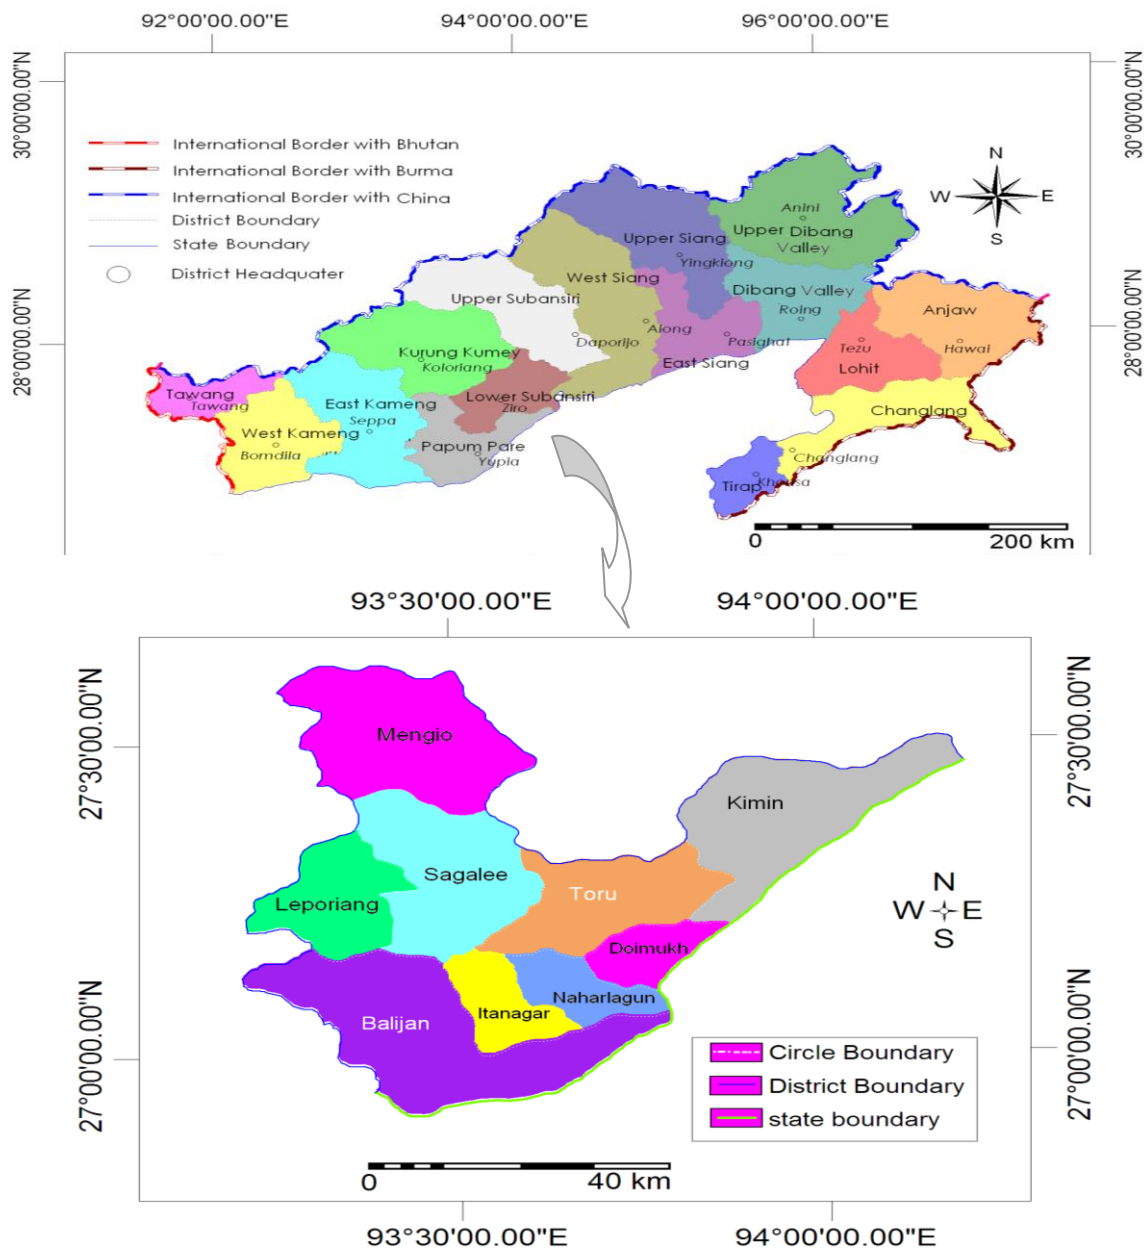 92°00'00.00"E 94°00'00.00"E 96°00'00.00"E
30°00'00.00"N
30°00'00.00"N
International Border with Bhutan
International Border with Burma
International Border with China
District Boundary
State Boundary
District Headquater
N
W E
S
Anini
Upper Dibang
Valley
Upper Siang
Yingkiong
West Siang
Dibang Valley
Roing
Upper Subansiri
Anjaw
Along
Daporijo
Pasighat
Hawai
Tezu
28°00'00.00"N
28°00'00.00"N
Kurung Kumey
Koloriang
East Siang
Lohit
Tawang
Tawang
East Kameng
Seppa
Lower Subansiri
Ziro
Changlang
West Kameng
Bomdila
Papum Pare
Yupia
Changlang
Tirap
0 200 km
93°30'00.00"E 94°00'00.00"E
27°30'00.00"N
27°30'00.00"N
Mengio
Kimin
Sagalee
Toru
Leporiang
N
W E
S
Doimukh
Naharlagun
Itanagar
Balijan
27°00'00.00"N
27°00'00.00"N
Circle Boundary
District Boundary
state boundary
0 40 km
93°30'00.00"E 94°00'00.00"E